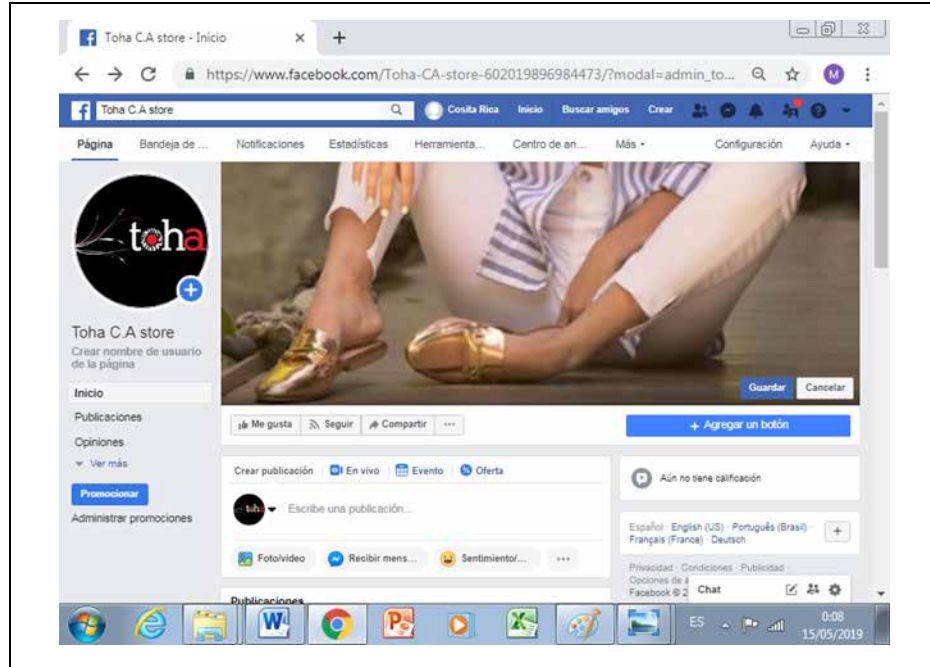 Toha C.A store - Inicio
https://www.facebook.com/Toha-CA-store-602019896984473/?modal=admin_to...
M
Toha C.A store
Cosita Rica Inicio Buscar amigos Crear
Página Bandeja de ... Notificaciones Estadísticas Herramienta... Centro de an... Más Configuración Ayuda
toha
Toha C.A store
Crear nombre de usuario
de la página
Inicio
Publicaciones
Opiniones
Ver más
Promocionar
Administrar promociones
Guardar Cancelar
Me gusta Seguir Compartir ...
+ Agregar un botón
Crear publicación En vivo Evento Oferta
toha
Escribe una publicación...
Foto/video Recibir mens... Sentimiento/... ...
Publicaciones
Aún no tiene calificación
Español · English (US) · Português (Brasil) ·
Français (France) · Deutsch
Privacidad · Condiciones · Publicidad ·
Opciones de
Facebook © 2
Chat
ES
0:08
15/05/2019